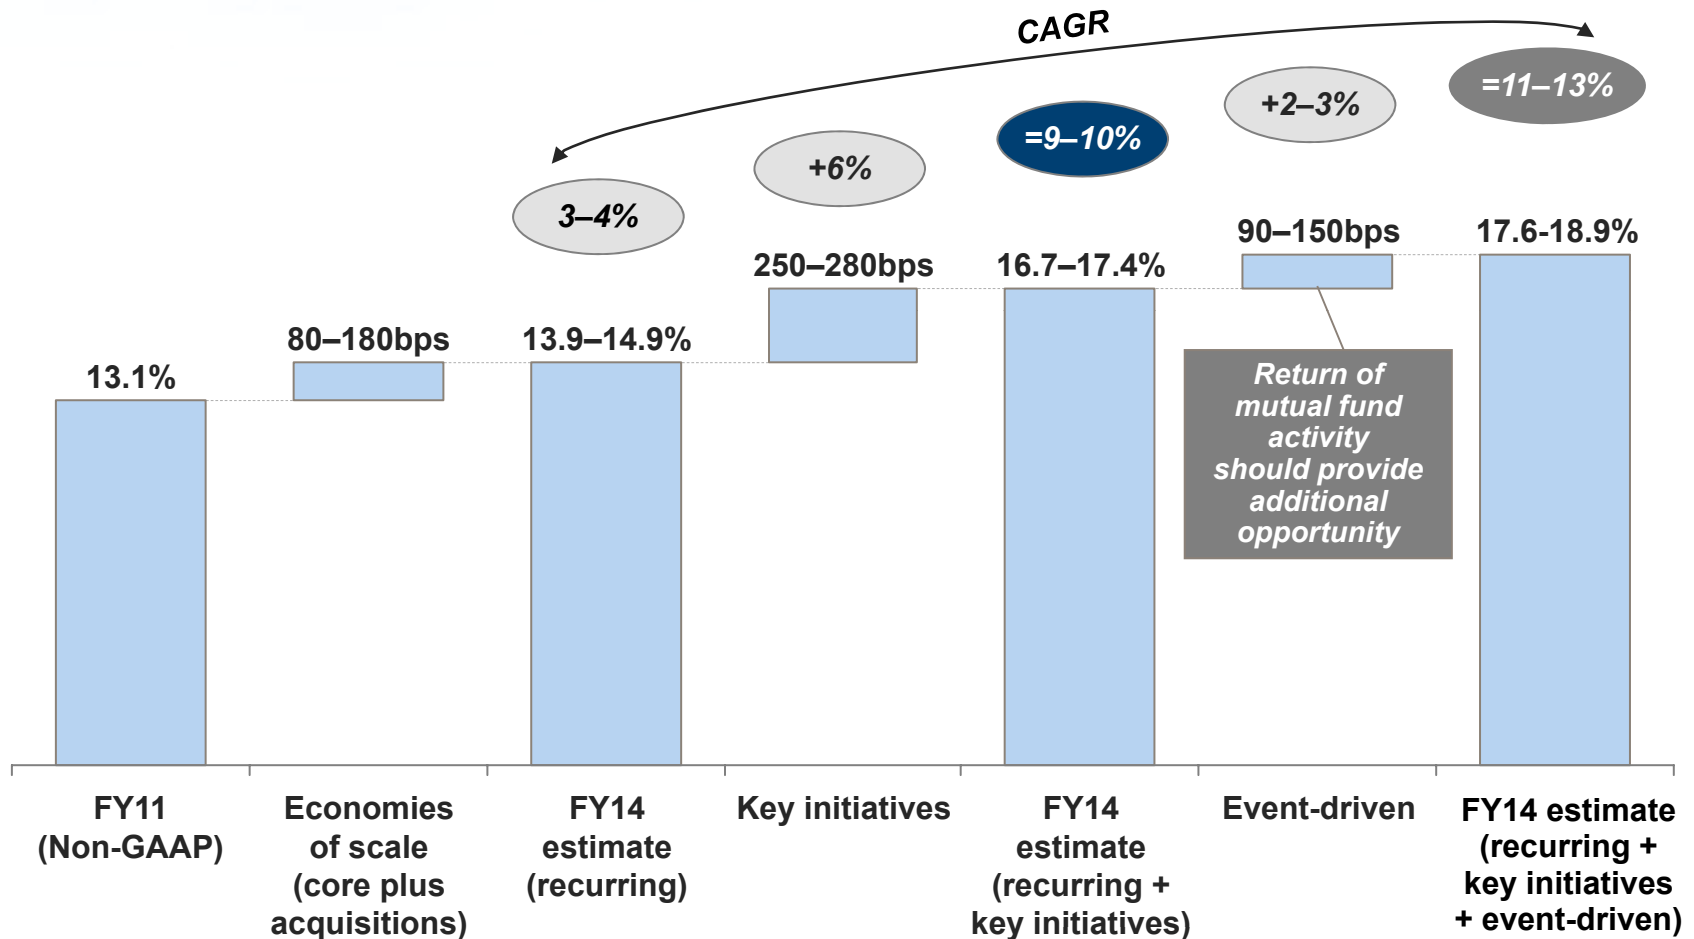 CAGR
3–4%
+6%
=9–10%
+2–3%
=11–13%
13.1%
80–180bps
13.9–14.9%
250–280bps
16.7–17.4%
90–150bps
17.6-18.9%
Return of
mutual fund
activity
should provide
additional
opportunity
FY11
(Non-GAAP)
Economies
of scale
(core plus
acquisitions)
FY14
estimate
(recurring)
Key initiatives
FY14
estimate
(recurring +
key initiatives)
Event-driven
FY14 estimate
(recurring +
key initiatives
+ event-driven)